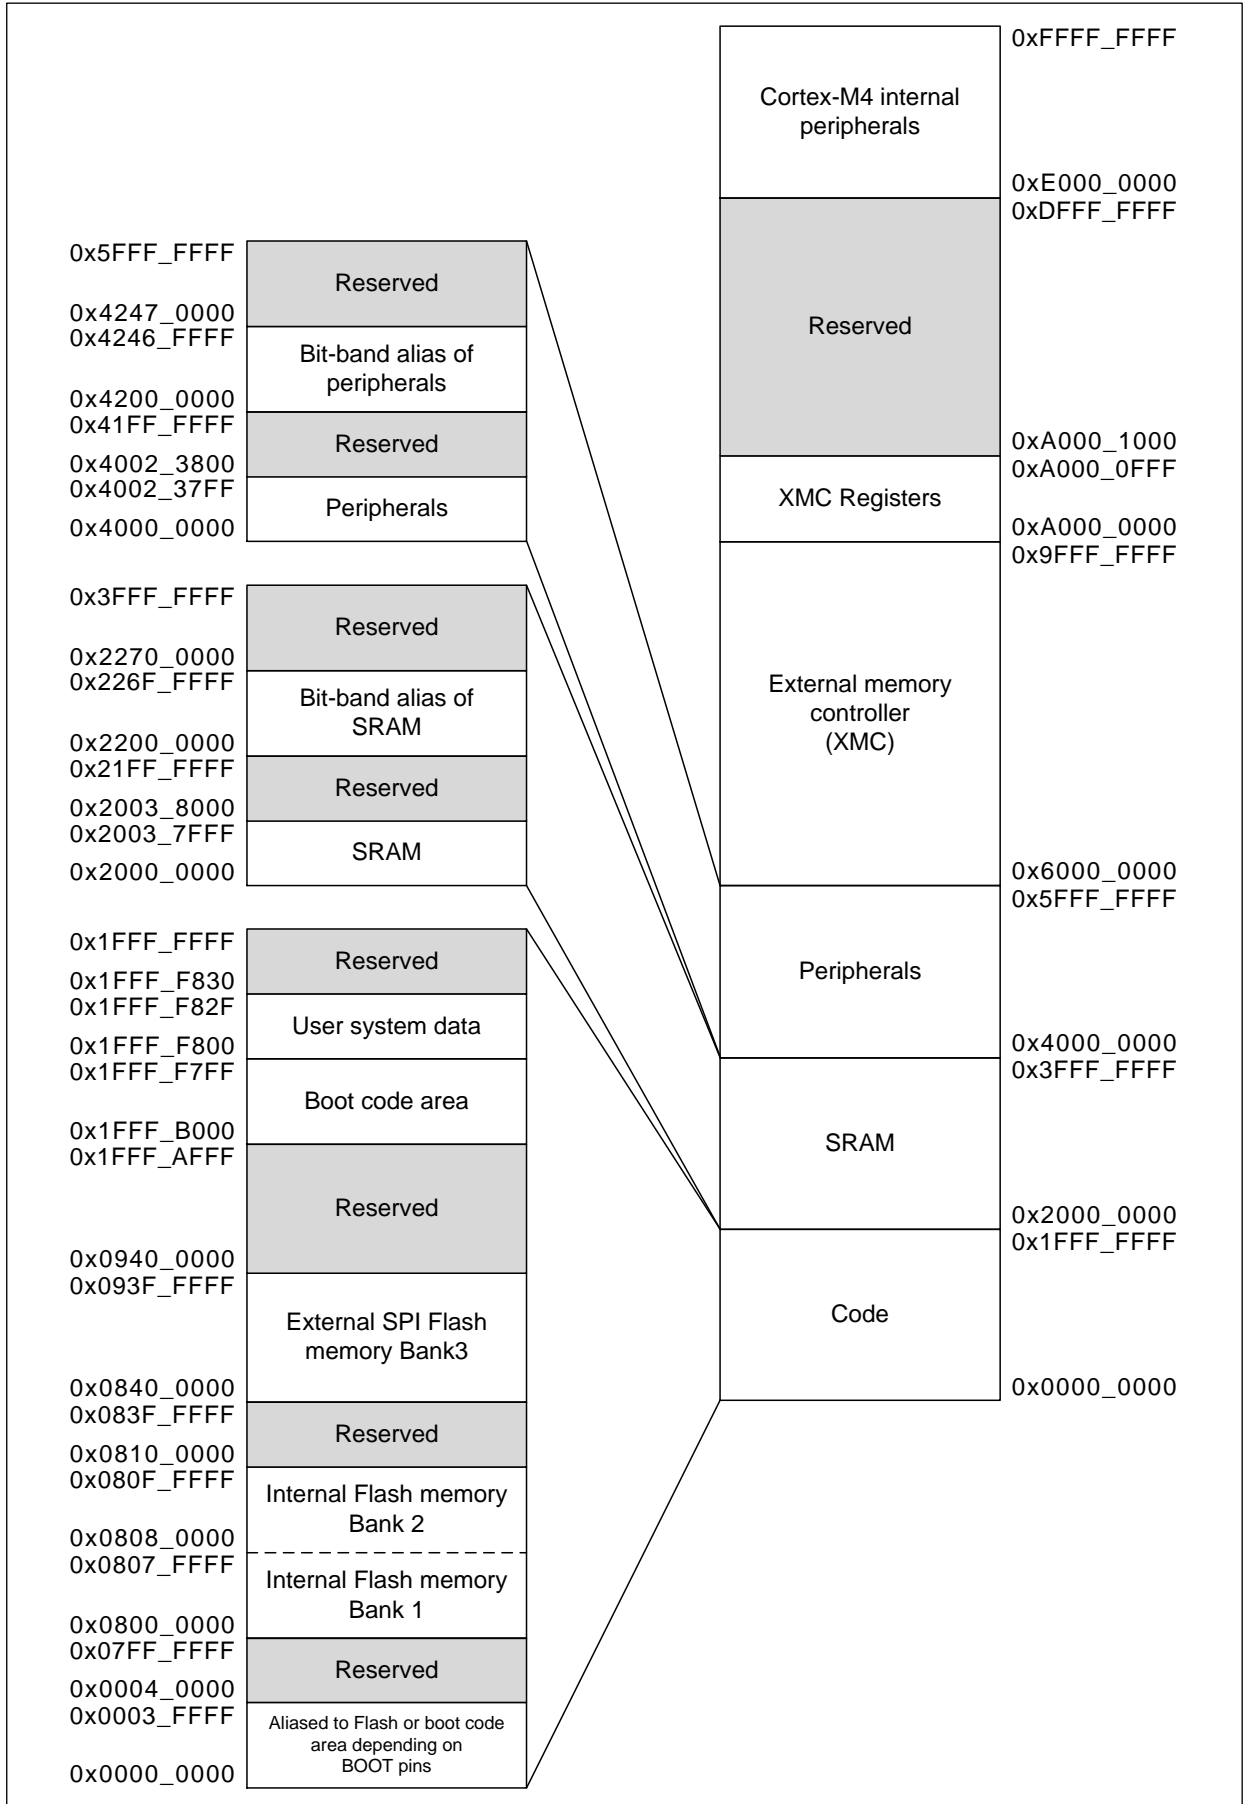 0xFFFF_FFFF
Cortex-M4 internal
peripherals
0xE000_0000
0xDFFF_FFFF
Reserved
0xA000_1000
0xA000_0FFF
XMC Registers
0xA000_0000
0x9FFF_FFFF
External memory
controller
(XMC)
0x6000_0000
0x5FFF_FFFF
Peripherals
0x4000_0000
0x3FFF_FFFF
SRAM
0x2000_0000
0x1FFF_FFFF
Code
0x0000_0000
0x5FFF_FFFF
Reserved
0x4247_0000
0x4246_FFFF
Bit-band alias of
peripherals
0x4200_0000
0x41FF_FFFF
Reserved
0x4002_3800
0x4002_37FF
Peripherals
0x4000_0000
0x3FFF_FFFF
Reserved
0x2270_0000
0x226F_FFFF
Bit-band alias of
SRAM
0x2200_0000
0x21FF_FFFF
Reserved
0x2003_8000
0x2003_7FFF
SRAM
0x2000_0000
0x1FFF_FFFF
Reserved
0x1FFF_F830
0x1FFF_F82F
User system data
0x1FFF_F800
0x1FFF_F7FF
Boot code area
0x1FFF_B000
0x1FFF_AFFF
Reserved
0x0940_0000
0x093F_FFFF
External SPI Flash
memory Bank3
0x0840_0000
0x083F_FFFF
Reserved
0x0810_0000
0x080F_FFFF
Internal Flash memory
Bank 2
0x0808_0000
0x0807_FFFF
Internal Flash memory
Bank 1
0x0800_0000
0x07FF_FFFF
Reserved
0x0004_0000
0x0003_FFFF
Aliased to Flash or boot code
area depending on
BOOT pins
0x0000_0000